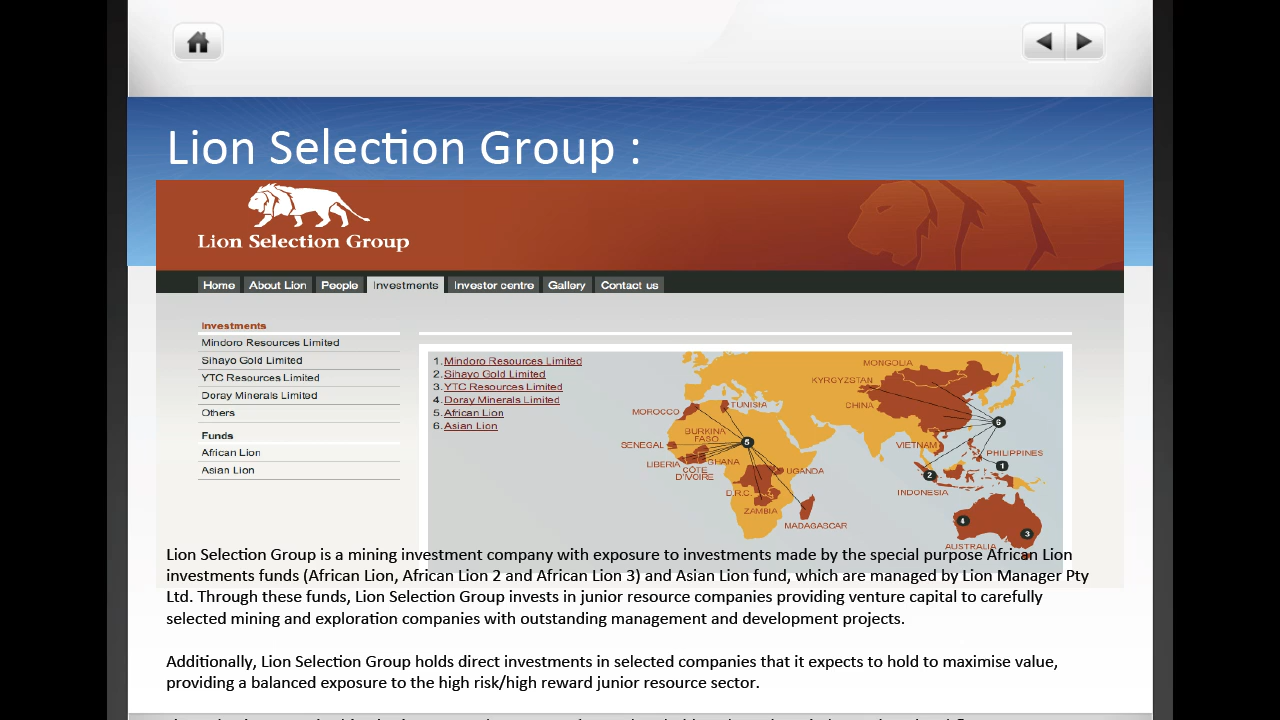 Lion Selection Group :
Lion Selection Group
Home About Lion People Investments Investor centre Gallery Contact us
Investments
Mindoro Resources Limited
Sihayo Gold Limited
YTC Resources Limited
Doray Minerals Limited
Others
Funds
African Lion
Asian Lion
1. Mindoro Resources Limited
2. Sihayo Gold Limited
3. YTC Resources Limited
4. Doray Minerals Limited
5. African Lion
6. Asian Lion
MONGOLIA
KYRGYZSTAN
CHINA
TUNISIA
MOROCCO
6
BURKINA
FASO
5
SENEGAL
VIETNAM
PHILIPPINES
LIBERIA
GHANA
1
CÔTE
D'IVOIRE
UGANDA
2
D.R.C.
INDONESIA
ZAMBIA
MADAGASCAR
4
3
AUSTRALIA
Lion Selection Group is a mining investment company with exposure to investments made by the special purpose African Lion
investments funds (African Lion, African Lion 2 and African Lion 3) and Asian Lion fund, which are managed by Lion Manager Pty
Ltd. Through these funds, Lion Selection Group invests in junior resource companies providing venture capital to carefully
selected mining and exploration companies with outstanding management and development projects.
Additionally, Lion Selection Group holds direct investments in selected companies that it expects to hold to maximise value,
providing a balanced exposure to the high risk/high reward junior resource sector.